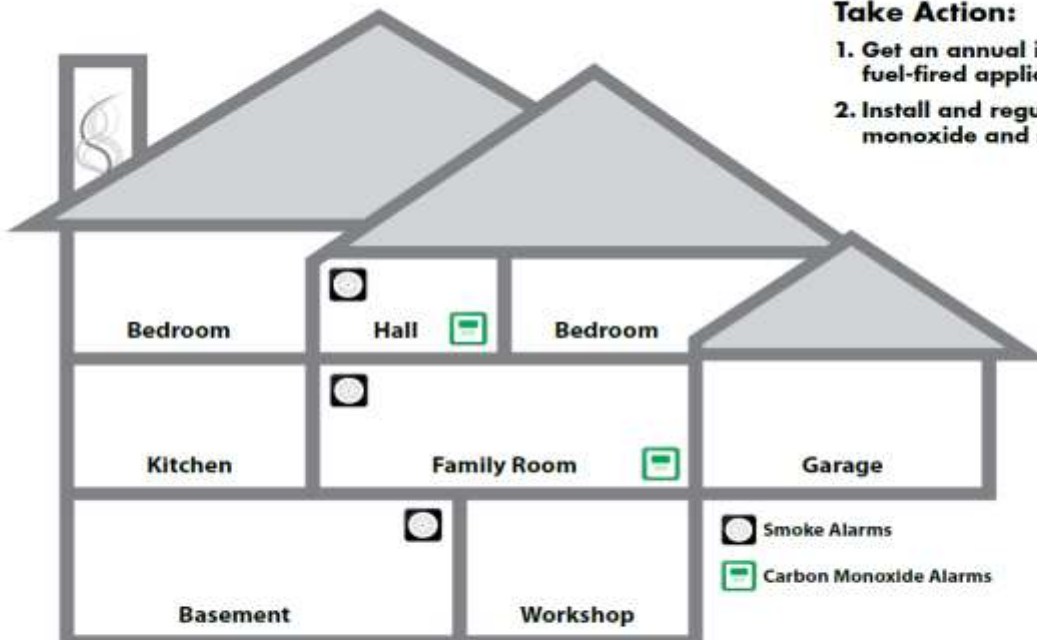 Take Action:
1. Get an annual
fuel-fired
2. Install and
monoxide and
Bedroom Hall Bedroom
Kitchen Family Room Garage
Smoke Alarms
Carbon Monoxide Alarms
Basement Workshop